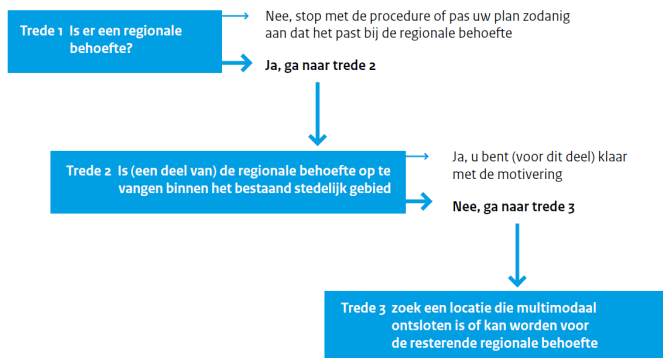 Trede 1 Is er een regionale
behoefte?
Nee, stop met de procedure of pas uw plan zodanig
aan dat het past bij de regionale behoefte
Ja, ga naar trede 2
Trede 2 Is (een deel van) de regionale behoefte op te
vangen binnen het bestaand stedelijk gebied
Ja, u bent (voor dit deel) klaar
met de motivering
Nee, ga naar trede 3
Trede 3 zoek een locatie die multimodaal
ontsloten is of kan worden voor
de resterende regionale behoefte